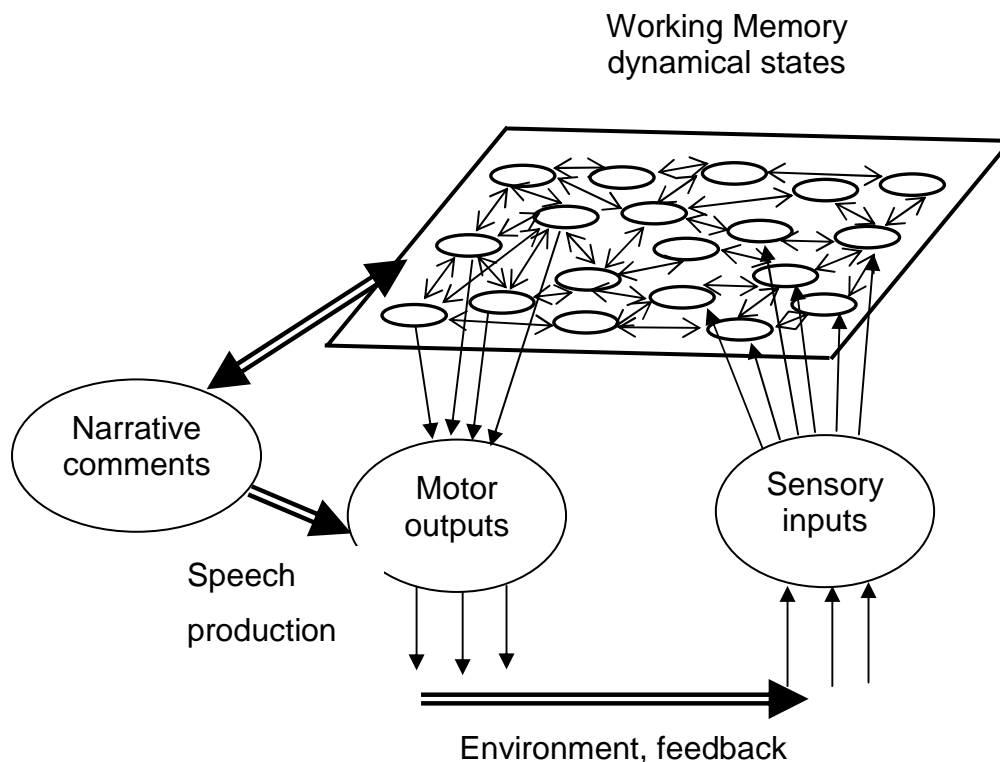 Working Memory
dynamical states
Narrative
comments
Motor
outputs
Sensory
inputs
Speech
production
Environment, feedback